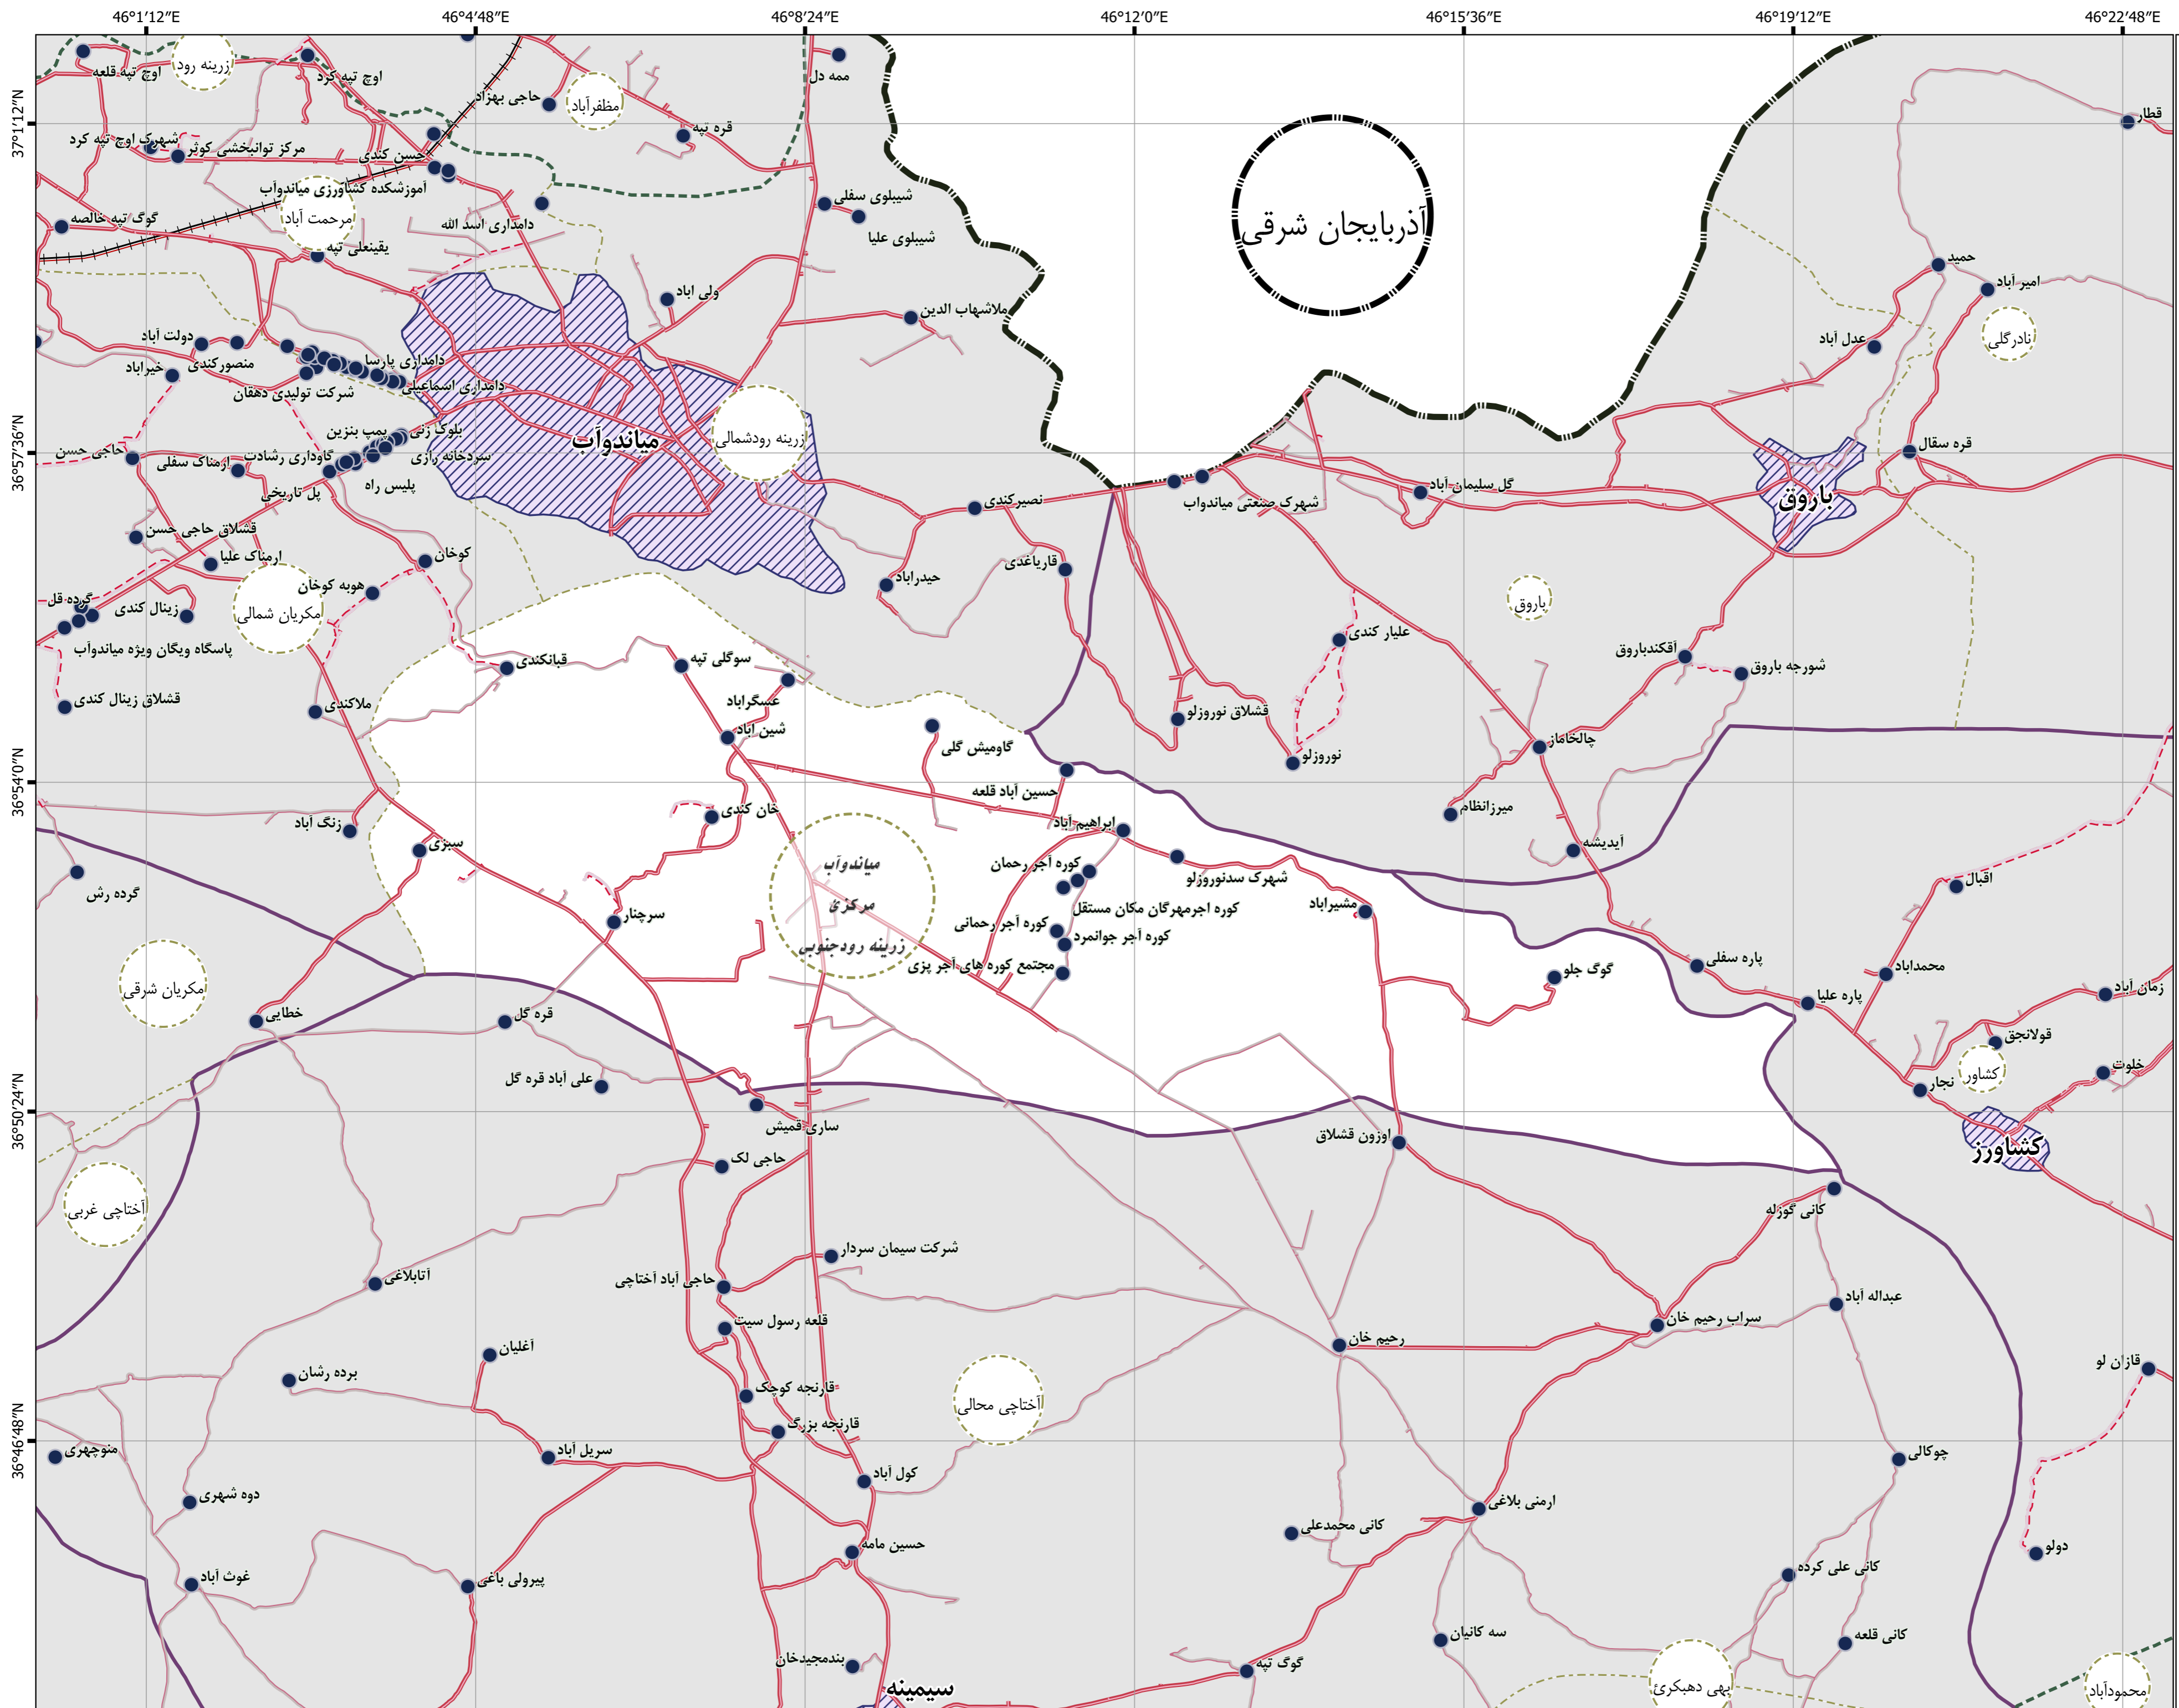 46°1'12"E 46°4'48"E 46°8'24"E 46°12'0"E 46°15'36"E 46°19'12"E 46°22'48"E
37°1'12"N
36°57'36"N
36°54'0"N
36°50'24"N
36°46'48"N
اوچ تپه قلعه
زرینه رود
اوچ تپه کرد
حاجی بهزاد
مظفرآباد
ممه دل
قره تپه
قطار
شهرک اوچ تپه کرد
مرکز توانبخشی کوثر
حسن کندی
آموزشکده کشاورزی میاندوآب
مرحمت آباد
گوگ تپه خالصه
یقینعلی تپه
دامداری اسد الله
شیبلوی سفلی
شیبلوی علیا
آذربایجان شرقی
حمید
امیر آباد
نادرگلی
عدل آباد
ولی اباد
ملاشهاب الدین
دولت آباد
منصورکندی
خیراباد
دامداری پارسا
دامداری اسماعیلی
شرکت تولیدی دهقان
پمپ بنزین
بلوک زنی
میاندوآب
زرینه رودشمالی
حاجی حسن
ارمناک سفلی
گاوداری رشادت
سردخانه رازی
پلیس راه
پل تاریخی
قره سقال
باروق
گل سلیمان آباد
شهرک صنعتی میاندواب
نصیرکندی
قشلاق حاجی حسن
ارمناک علیا
کوخان
هوبه کوخان
قارباغدی
حیدراباد
گرده قل
زینال کندی
مکریان شمالی
باروق
پاسگاه ویگان ویژه میاندوآب
قبانکندی
سوگلی تپه
علیار کندی
آقکندباروق
شورجه باروق
قشلاق زینال کندی
ملاکندی
عسگراباد
شین اباد
گاومیش گلی
قشلاق نوروزلو
نوروزلو
چالخاماز
حسین آباد قلعه
میرزانظام
زنگ آباد
خان کندی
ابراهیم آباد
سبزی
آیدیشه
گرده رش
میاندوآب
مرکزی
زرینه رودجنوبی
کوره آجر رحمان
شهرک سدنوروزلو
اقبال
سرچنار
کوره اجرمهرگان مکان مستقل
مشیراباد
کوره آجر رحمانی
کوره آجر جوانمرد
مجتمع کوره های آجر پزی
گوگ جلو
پاره سفلی
محمداباد
مکریان شرقی
پاره علیا
زمان آباد
خطایی
قره گل
قولانجق
کشاور
خلوت
نجار
علی آباد قره گل
ساری قمیش
اوزون قشلاق
کشاورز
حاجی لک
آختاچی غربی
کانی گوزله
شرکت سیمان سردار
آتابلاغی
حاجی آباد آختاچی
عبداله آباد
قلعه رسول سیت
سراب رحیم خان
رحیم خان
آغلیان
برده رشان
قازان لو
قارنجه کوچک
آختاچی محالی
قارنجه بزرگ
منوچهری
سریل آباد
کول آباد
چوکالی
دوه شهری
ارمنی بلاغی
کانی محمدعلی
حسین مامه
دولو
کانی علی کرده
غوث آباد
پیرولی باغی
سه کانیان
کانی قلعه
بندمجیدخان
گوگ تپه
سیمینه
یهی دهبکری
محمودآباد